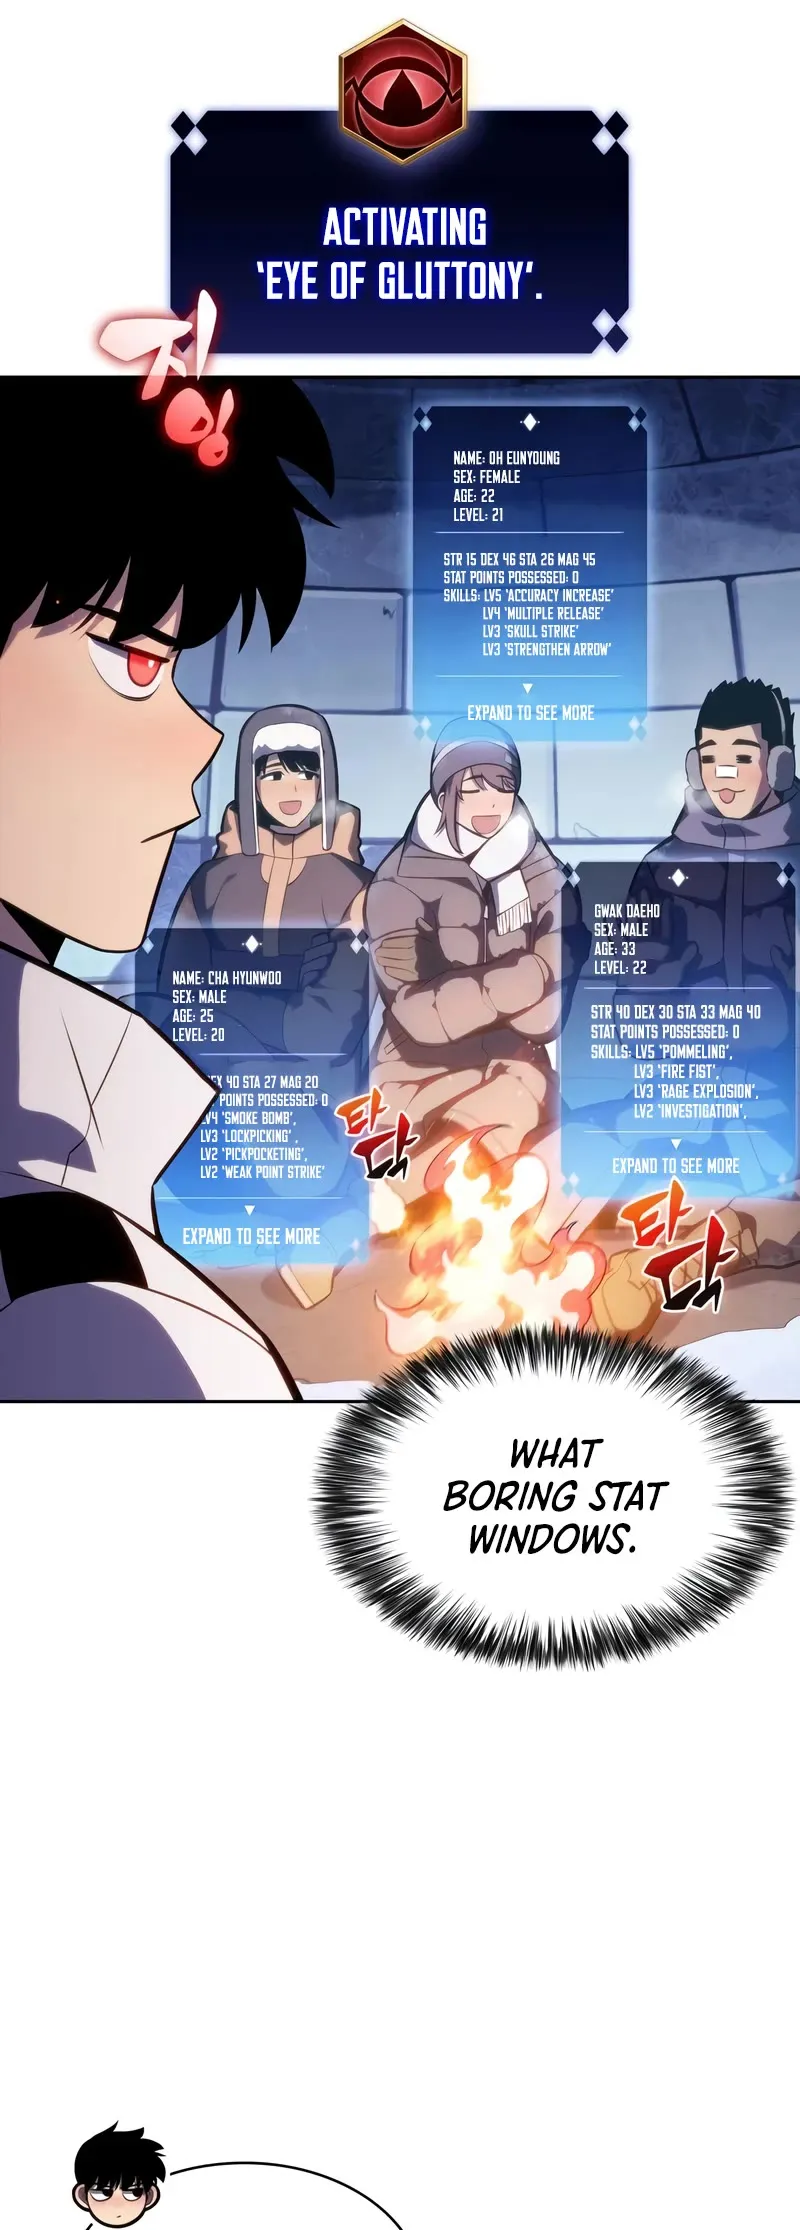 ACTIVATING
'EYE OF GLUTTONY'.
징!
NAME: OH EUNYOUNG
SEX: FEMALE
AGE: 22
LEVEL: 21
STR 15 DEX 46 STA 26 MAG 45
STAT POINTS POSSESSED: 0
SKILLS: LV5 'ACCURACY INCREASE'
LV4 'MULTIPLE RELEASE'
LV3 'SKULL STRIKE'
LV3 'STRENGTHEN ARROW'
▼
EXPAND TO SEE MORE
GWAK DAEHO
SEX: MALE
AGE: 33
LEVEL: 22
STR 40 DEX 30 STA 33 MAG 40
STAT POINTS POSSESSED: 0
SKILLS: LV5 'POMMELING',
LV3 'FIRE FIST',
LV3 'RAGE EXPLOSION',
LV2 'INVESTIGATION',
▼
EXPAND TO SEE MORE
NAME: CHA HYUNWOO
SEX: MALE
AGE: 25
LEVEL: 20
40 STA 27 MAG 20
POINTS POSSESSED: 0
LV4 'SMOKE BOMB',
LV3 'LOCKPICKING',
LV2 'PICKPOCKETING',
LV2 'WEAK POINT STRIKE'
▼
EXPAND TO SEE MORE
타닥
타닥
WHAT
BORING STAT
WINDOWS.